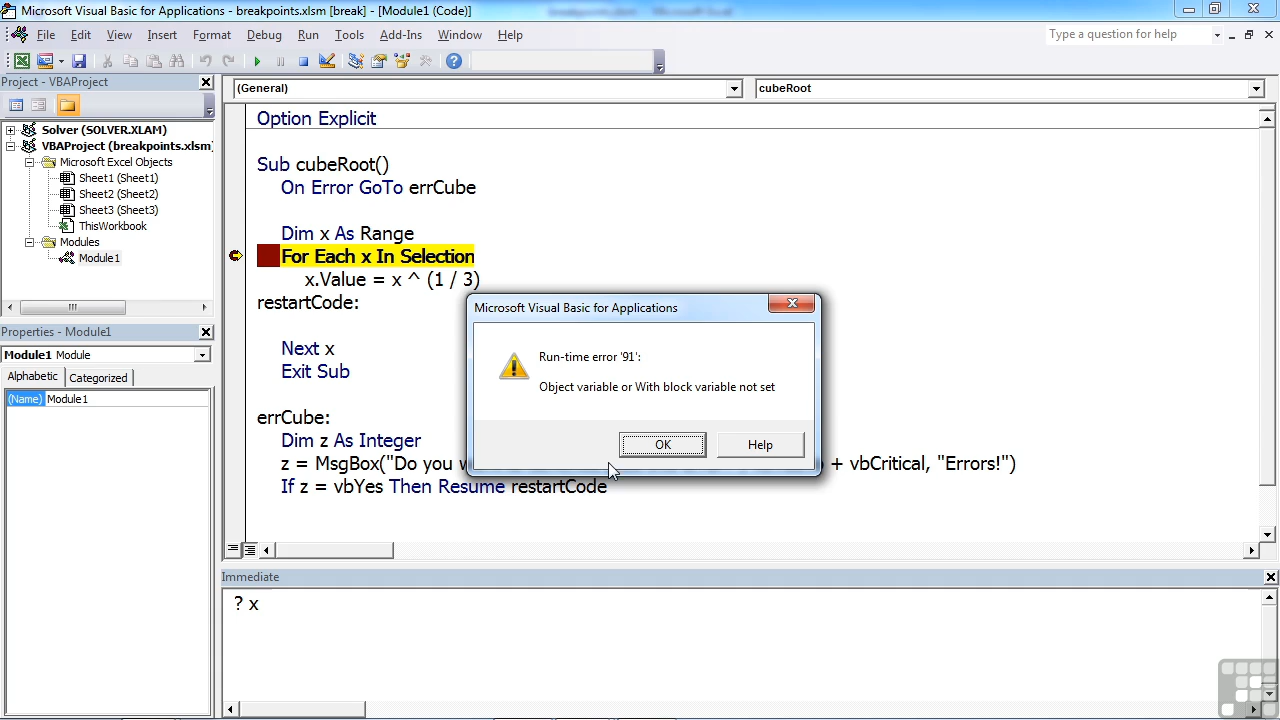 Microsoft Visual Basic for Applications - breakpoints.xlsm [break] - [Module1 (Code)]
File Edit View Insert Format Debug Run Tools Add-Ins Window Help
Type a question for help
Project - VBAProject
Solver (SOLVER.XLAM)
VBAProject (breakpoints.xlsm)
Microsoft Excel Objects
Sheet1 (Sheet1)
Sheet2 (Sheet2)
Sheet3 (Sheet3)
ThisWorkbook
Modules
Module1
Properties - Module1
Module1 Module
Alphabetic Categorized
(Name) Module1
(General) cubeRoot
Option Explicit
Sub cubeRoot()
On Error GoTo errCube
Dim x As Range
For Each x In Selection
x.Value = x ^ (1 / 3)
restartCode:
Next x
Exit Sub
errCube:
Dim z As Integer
z = MsgBox("Do you + vbCritical, "Errors!")
If z = vbYes Then Resume restartCode
Microsoft Visual Basic for Applications
Run-time error '91':
Object variable or With block variable not set
OK Help
Immediate
? x